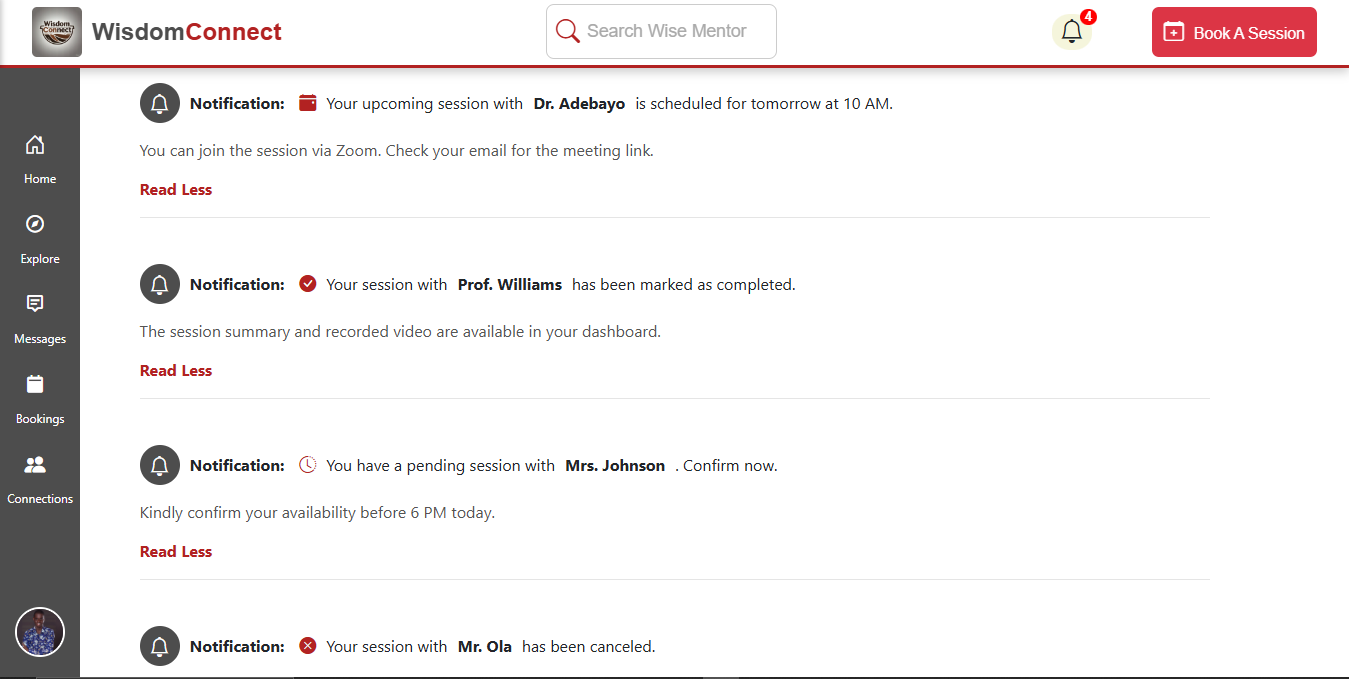 Wisdom
Connect
WisdomConnect
Search Wise Mentor
4
Book A Session
Home
Explore
Messages
Bookings
Connections
Notification: Your upcoming session with Dr. Adebayo is scheduled for tomorrow at 10 AM.
You can join the session via Zoom. Check your email for the meeting link.
Read Less
Notification: Your session with Prof. Williams has been marked as completed.
The session summary and recorded video are available in your dashboard.
Read Less
Notification: You have a pending session with Mrs. Johnson . Confirm now.
Kindly confirm your availability before 6 PM today.
Read Less
Notification: Your session with Mr. Ola has been canceled.